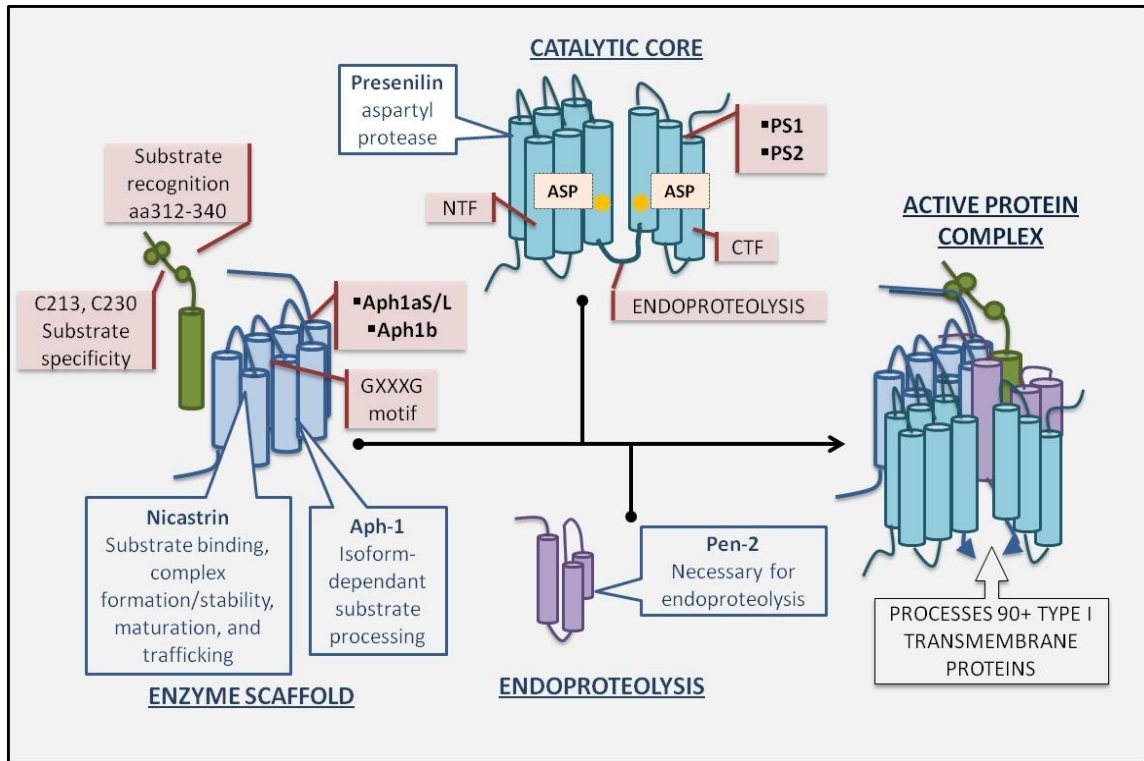 CATALYTIC CORE
Presenilin
aspartyl
protease
▪PS1
▪PS2
ASP
ASP
NTF
CTF
ENDOPROTEOLYSIS
Substrate
recognition
aa312-340
C213, C230
Substrate
specificity
▪Aph1aS/L
▪Aph1b
GXXXG
motif
Nicastrin
Substrate binding,
complex
formation/stability,
maturation, and
trafficking
Aph-1
Isoform-
dependant
substrate
processing
ENZYME SCAFFOLD
Pen-2
Necessary for
endoproteolysis
ENDOPROTEOLYSIS
ACTIVE PROTEIN
COMPLEX
PROCESSES 90+ TYPE I
TRANSMEMBRANE
PROTEINS